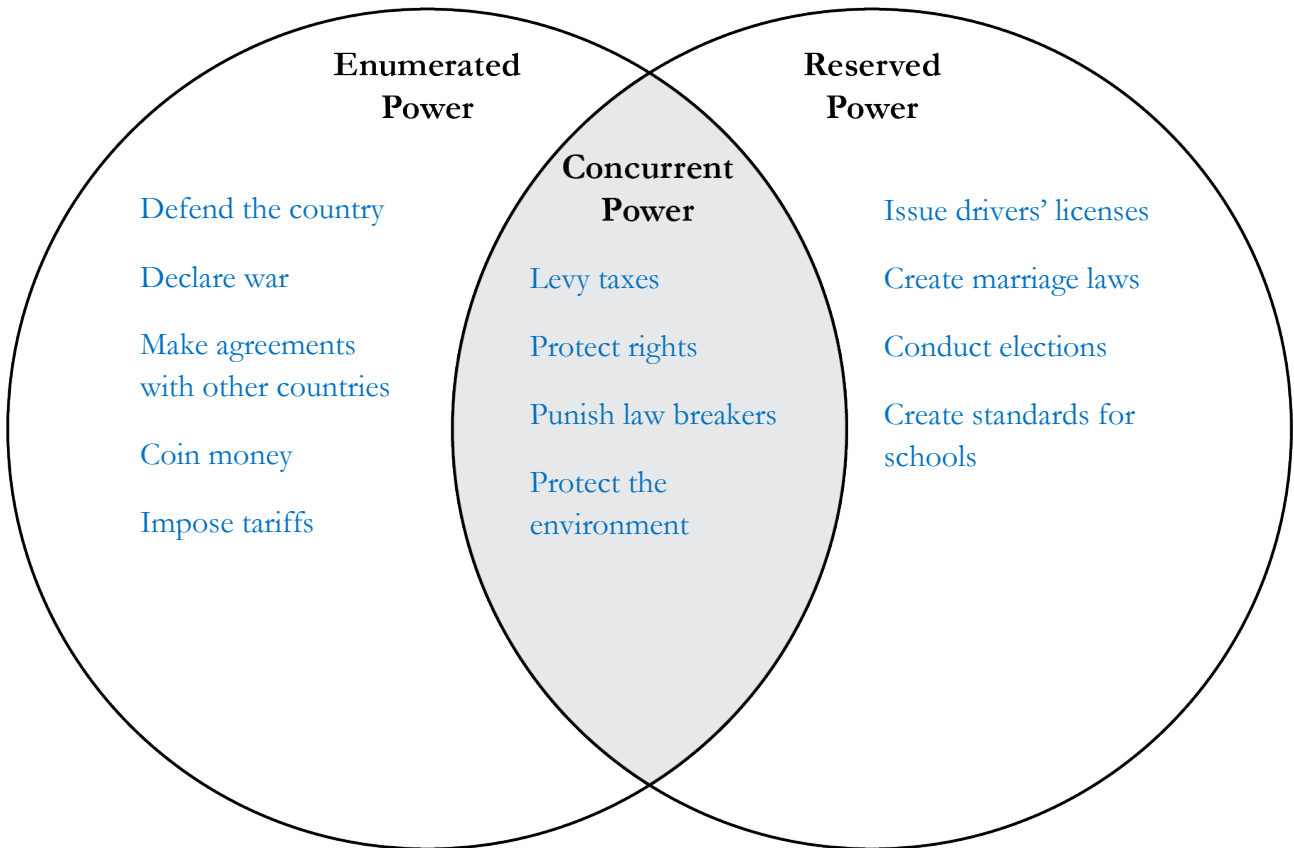 Enumerated
Power
Defend the country
Declare war
Make agreements
with other countries
Coin money
Impose tariffs
Concurrent
Power
Levy taxes
Protect rights
Punish law breakers
Protect the
environment
Reserved
Power
Issue drivers’ licenses
Create marriage laws
Conduct elections
Create standards for
schools